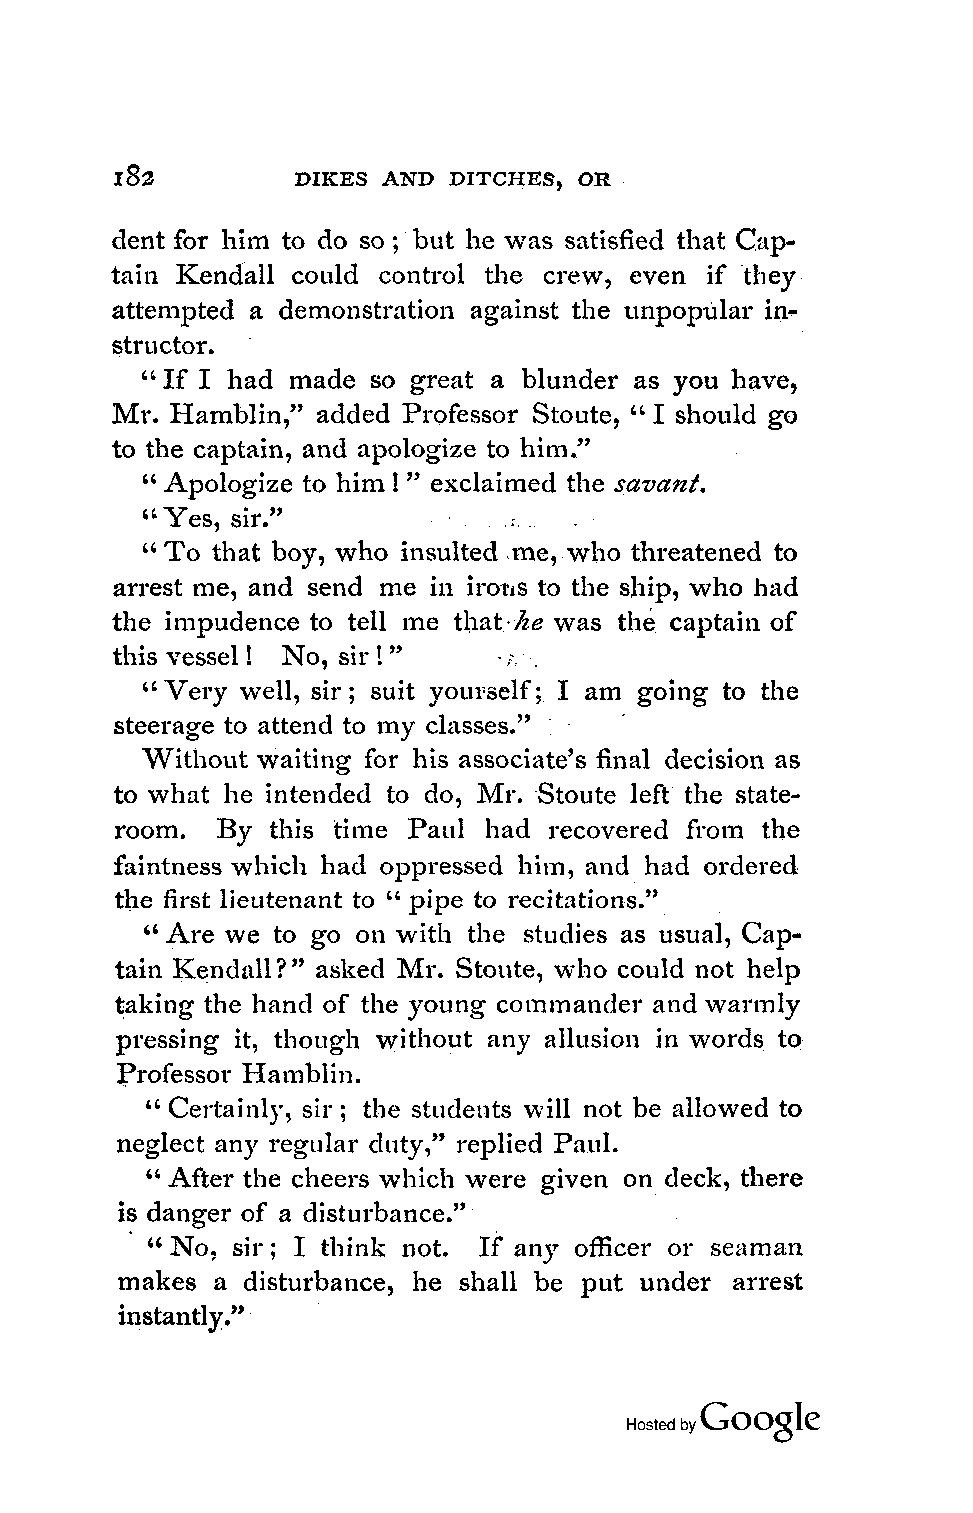 182 DIKES AND DITCHES, OR
dent for him to do so; but he was satisfied that Cap-
tain Kendall could control the crew, even if they
attempted a demonstration against the unpopular in-
structor.
“If I had made so great a blunder as you have,
Mr. Hamblin,” added Professor Stoute, “I should go
to the captain, and apologize to him.”
“Apologize to him!” exclaimed the savant.
“Yes, sir.”
“To that boy, who insulted me, who threatened to
arrest me, and send me in irons to the ship, who had
the impudence to tell me that he was the captain of
this vessel! No, sir!”
“Very well, sir; suit yourself; I am going to the
steerage to attend to my classes.”
Without waiting for his associate’s final decision as
to what he intended to do, Mr. Stoute left the state-
room. By this time Paul had recovered from the
faintness which had oppressed him, and had ordered
the first lieutenant to “pipe to recitations.”
“Are we to go on with the studies as usual, Cap-
tain Kendall?” asked Mr. Stoute, who could not help
taking the hand of the young commander and warmly
pressing it, though without any allusion in words to
Professor Hamblin.
“Certainly, sir; the students will not be allowed to
neglect any regular duty,” replied Paul.
“After the cheers which were given on deck, there
is danger of a disturbance.”
“No, sir; I think not. If any officer or seaman
makes a disturbance, he shall be put under arrest
instantly.”
Hosted by Google